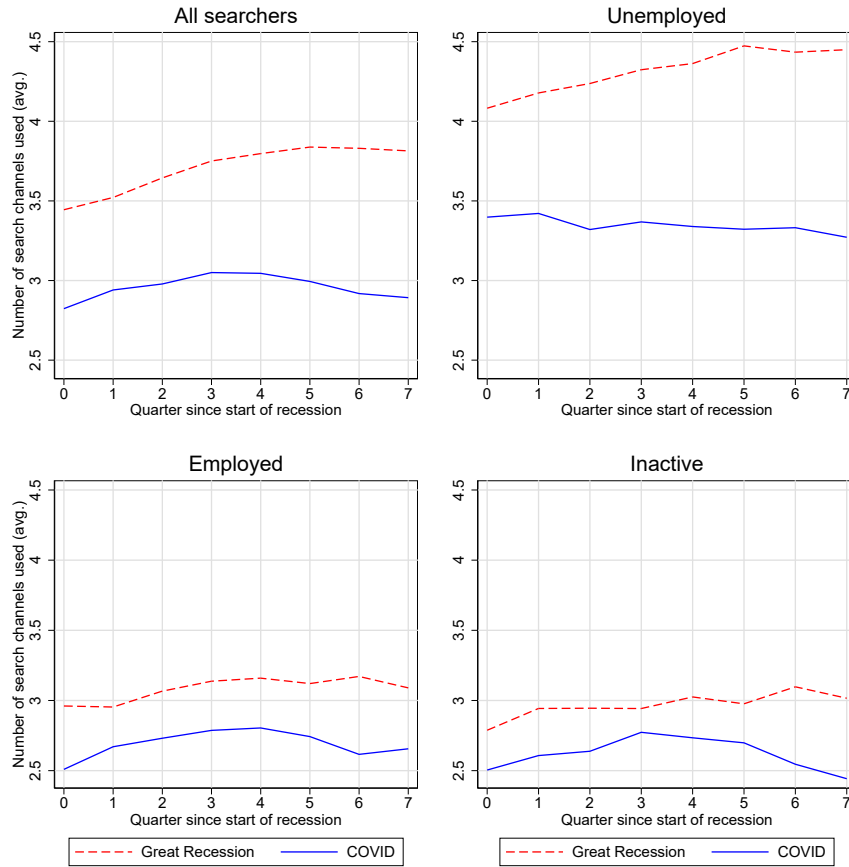 All searchers
Unemployed
Number of search channels used (avg.)
4.5
4
3.5
3
2.5
0 1 2 3 4 5 6 7
Quarter since start of recession
4.5
4
3.5
3
2.5
0 1 2 3 4 5 6 7
Quarter since start of recession
Employed
Inactive
Number of search channels used (avg.)
4.5
4
3.5
3
2.5
0 1 2 3 4 5 6 7
Quarter since start of recession
4.5
4
3.5
3
2.5
0 1 2 3 4 5 6 7
Quarter since start of recession
Great Recession COVID
Great Recession COVID